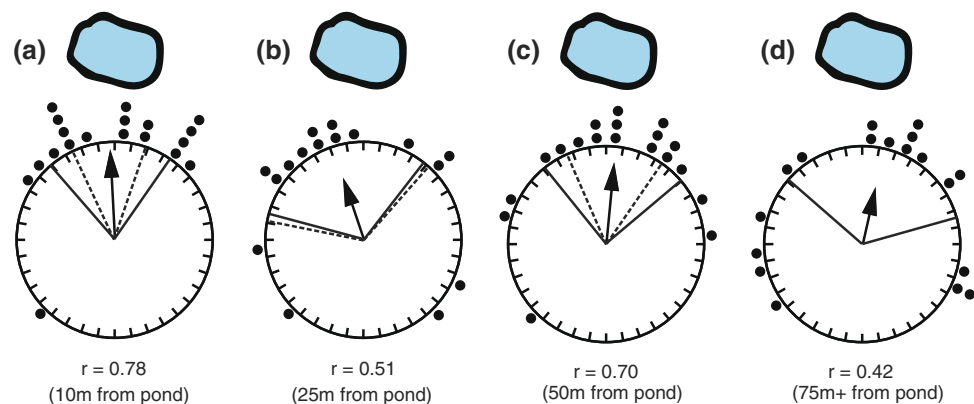 (a)
(b)
(c)
(d)
r = 0.78
(10m from pond)
r = 0.51
(25m from pond)
r = 0.70
(50m from pond)
r = 0.42
(75m+ from pond)